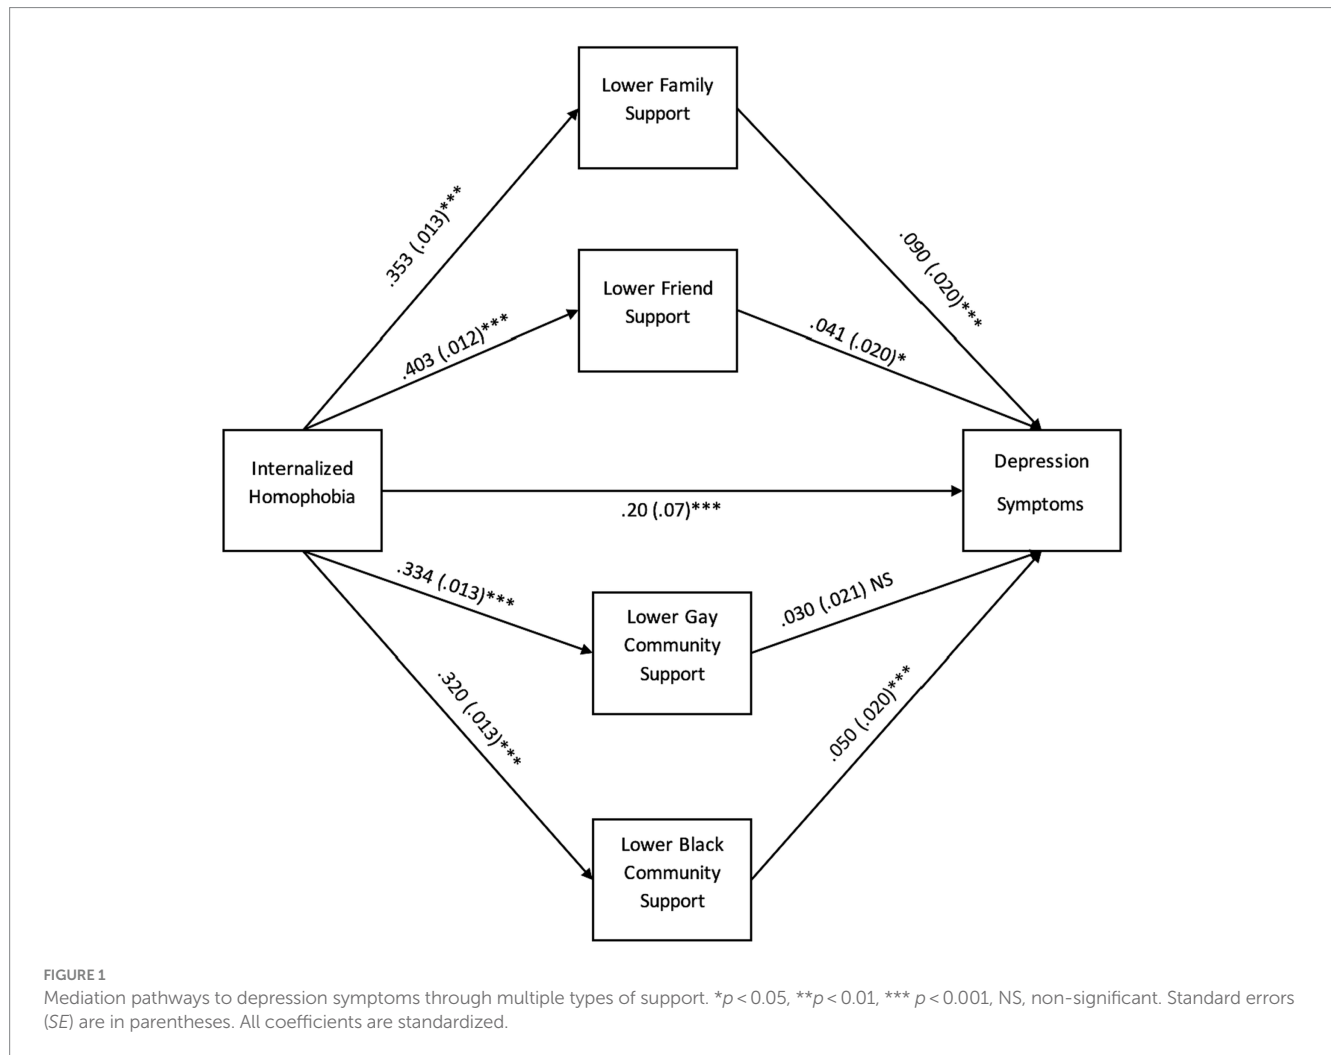 Lower Family
Support
.353 (.013)***
.090 (.020)***
Lower Friend
Support
.403 (.012)***
.041 (.020)*
Internalized
Homophobia
Depression
Symptoms
.20 (.07)***
.334 (.013)***
.030 (.021) NS
Lower Gay
Community
Support
.320 (.013)***
.050 (.020)***
Lower Black
Community
Support
FIGURE 1
Mediation pathways to depression symptoms through multiple types of support. *p < 0.05, **p < 0.01, *** p < 0.001, NS, non-significant. Standard errors
(SE) are in parentheses. All coefficients are standardized.